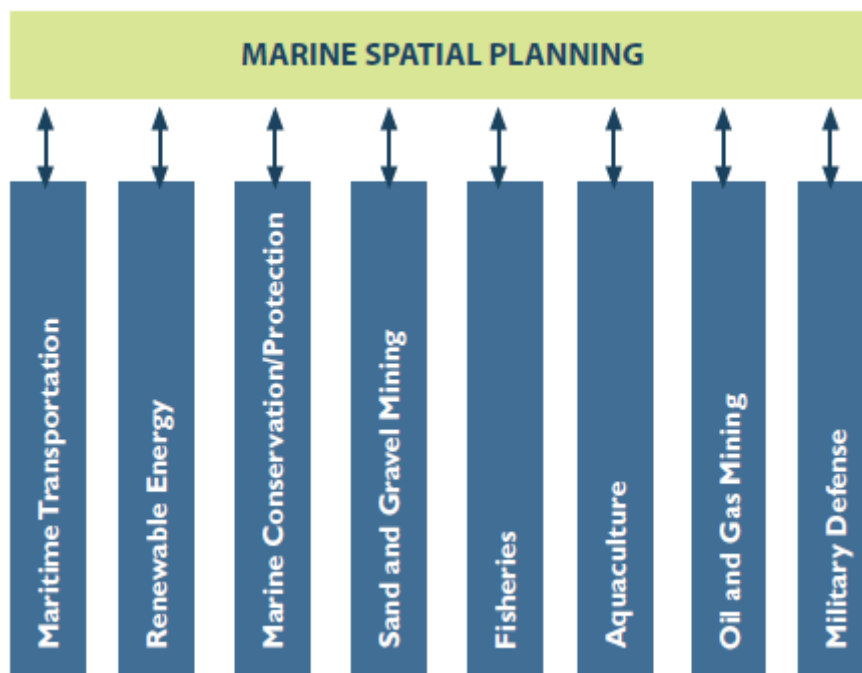 MARINE SPATIAL PLANNING
Maritime Transportation
Renewable Energy
Marine Conservation/Protection
Sand and Gravel Mining
Fisheries
Aquaculture
Oil and Gas Mining
Military Defense